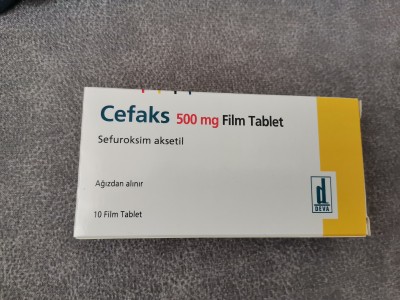 Cefaks 500 mg Film Tablet
Sefuroksim aksetil
Ağızdan alınır
10 Film Tablet
d
DEVA